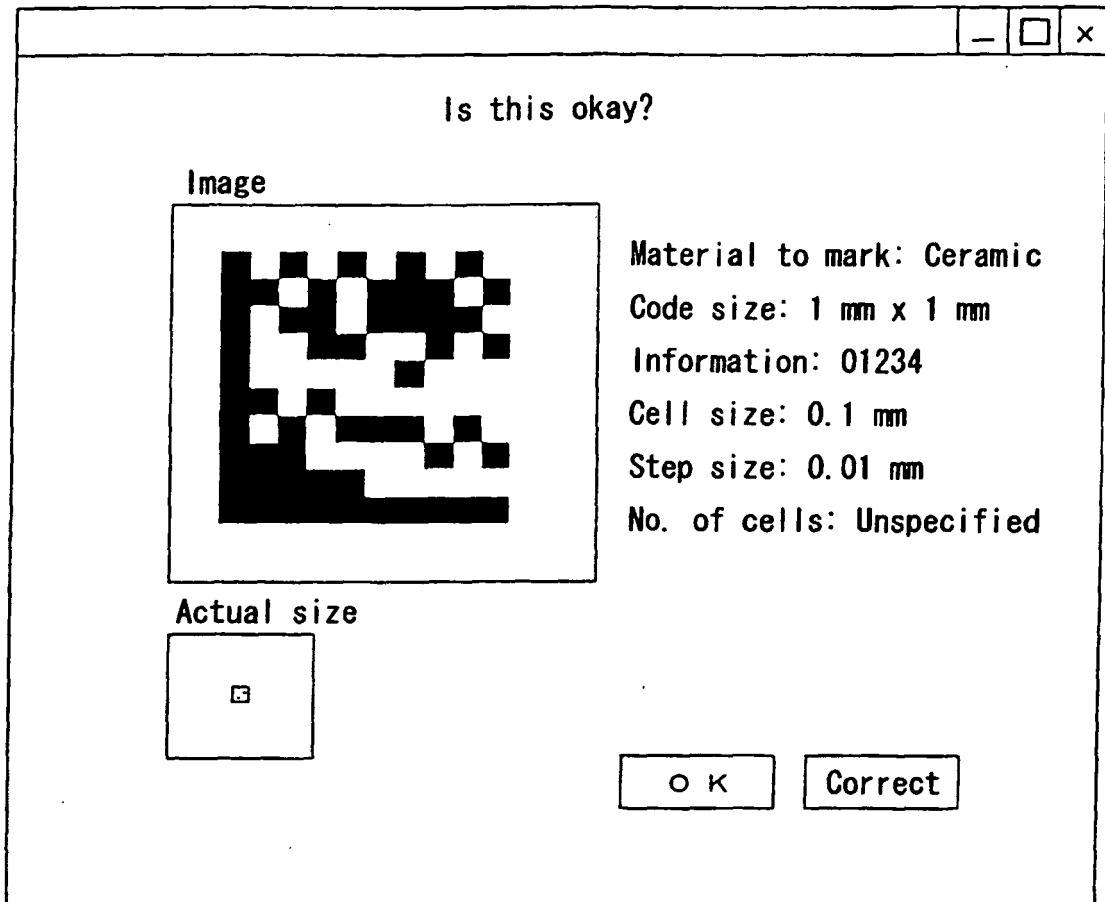 Is this okay?
Image
Material to mark: Ceramic
Code size: 1 mm x 1 mm
Information: 01234
Cell size: 0.1 mm
Step size: 0.01 mm
No. of cells: Unspecified
Actual size
OK
Correct